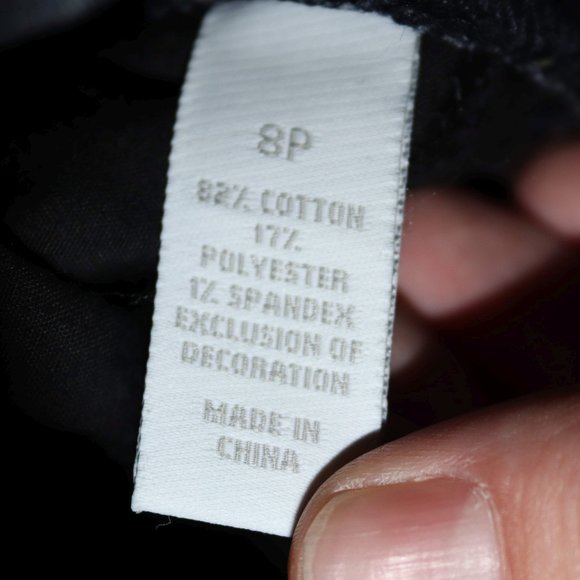 8P
82% COTTON
17%
POLYESTER
1% SPANDEX
EXCLUSION OF
DECORATION
MADE IN
CHINA